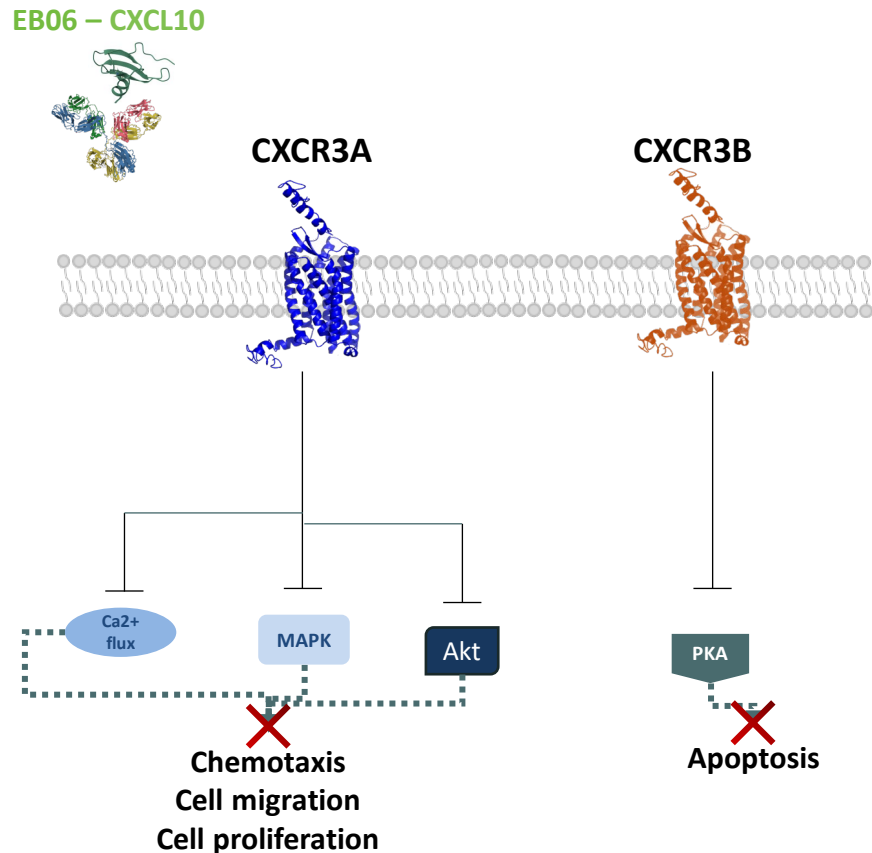 EB06 – CXCL10
CXCR3A
CXCR3B
Ca2+
flux
MAPK
Akt
PKA
Chemotaxis
Cell migration
Cell proliferation
Apoptosis